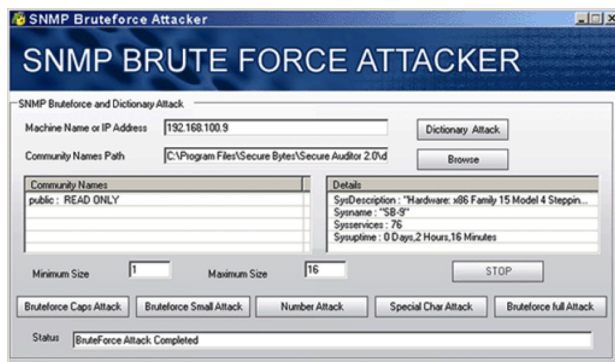 SNMP Bruteforce Attacker
SNMP BRUTE FORCE ATTACKER
SNMP Bruteforce and Dictionary Attack
Machine Name or IP Address
192.168.100.9
Dictionary Attack
Community Names Path
C:\Program Files\Secure Bytes\Secure Auditor 2.0\d
Browse
Community Names
public : READ ONLY
Details
SysDescription : "Hardware: x86 Family 15 Model 4 Steppin...
Sysname : "SB-9"
Sysservices : 76
Sysuptime : 0 Days,2 Hours,16 Minutes
Minimum Size
1
Maximum Size
16
STOP
Bruteforce Caps Attack
Bruteforce Small Attack
Number Attack
Special Char Attack
Bruteforce full Attack
Status
BruteForce Attack Completed